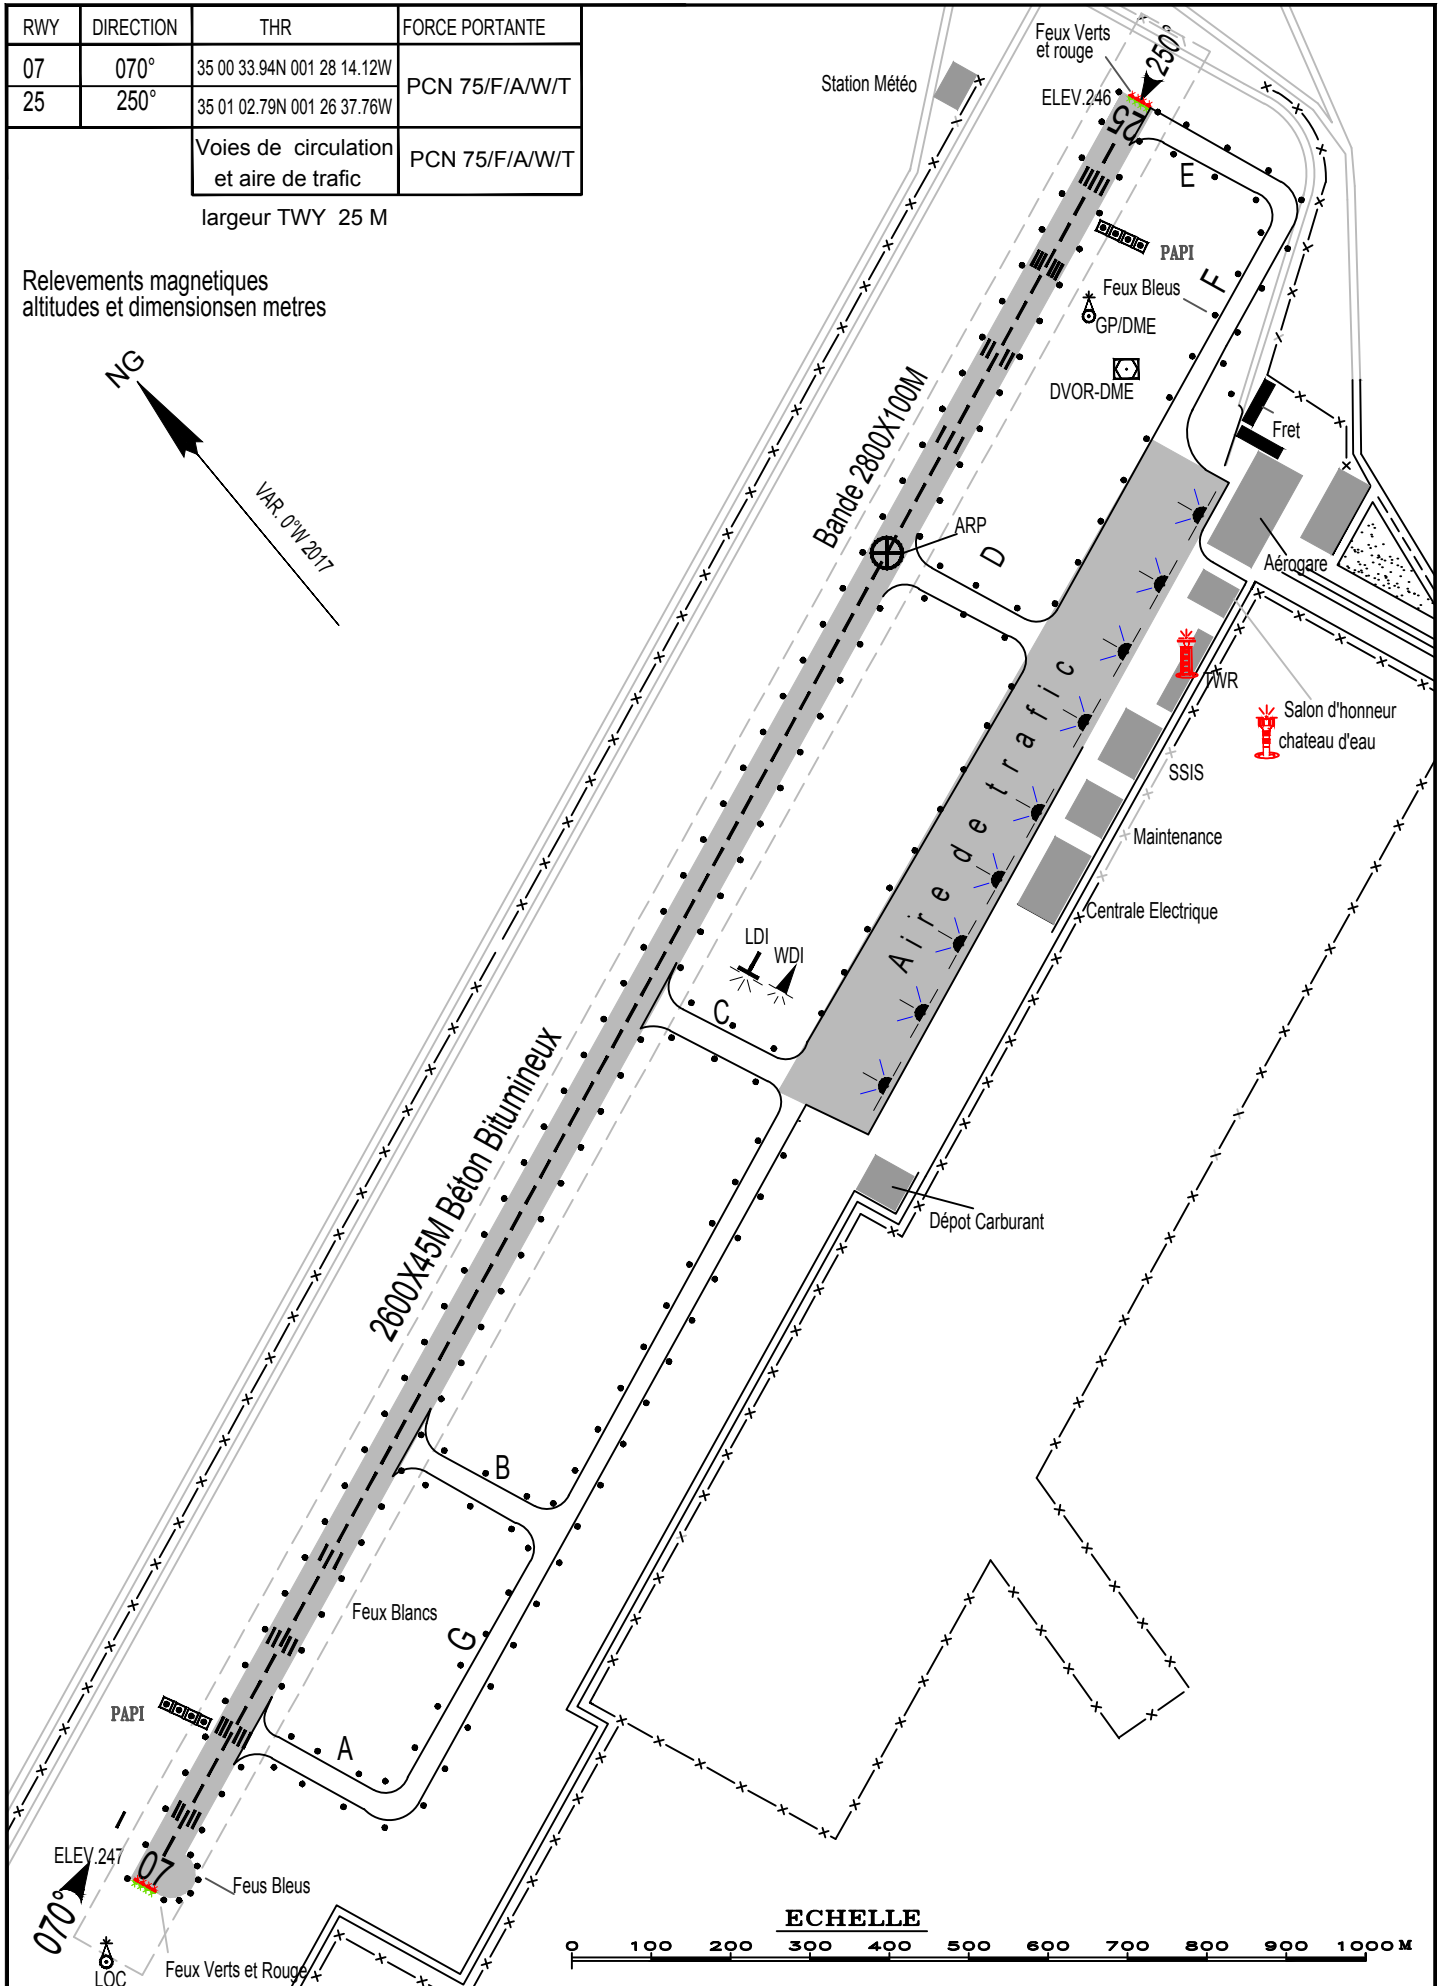 RWY DIRECTION THR FORCE PORTANTE
07 070° 35 00 33.94N 001 28 14.12W PCN 75/F/A/W/T
25 250° 35 01 02.79N 001 26 37.76W
Voies de circulation
et aire de trafic
PCN 75/F/A/W/T
largeur TWY 25 M
Relevements magnetiques
altitudes et dimensionsen metres
NG
VAR. 0°W 2017
Station Météo
Feux Verts
et rouge
250°
ELEV.246
25
E
PAPI
F
Feux Bleus
GP/DME
DVOR-DME
Bande 2800X100M
Fret
ARP
D
Aérogare
TWR
Salon d'honneur
chateau d'eau
Aire de trafic
SSIS
Maintenance
Centrale Electrique
LDI
WDI
C
2600X45M Béton Bitumineux
Dépot Carburant
B
Feux Blancs
G
PAPI
A
ELEV.247
07
Feus Bleus
070°
LOC
Feux Verts et Rouge
ECHELLE
0 100 200 300 400 500 600 700 800 900 1000 M